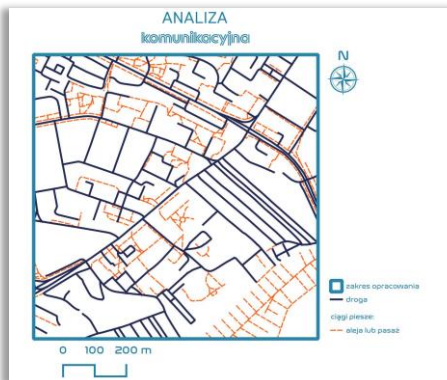 ANALIZA
komunikacyjna
N
zakres opracowania
droga
ciągi piesze:
aleja lub pasaż
0 100 200 m